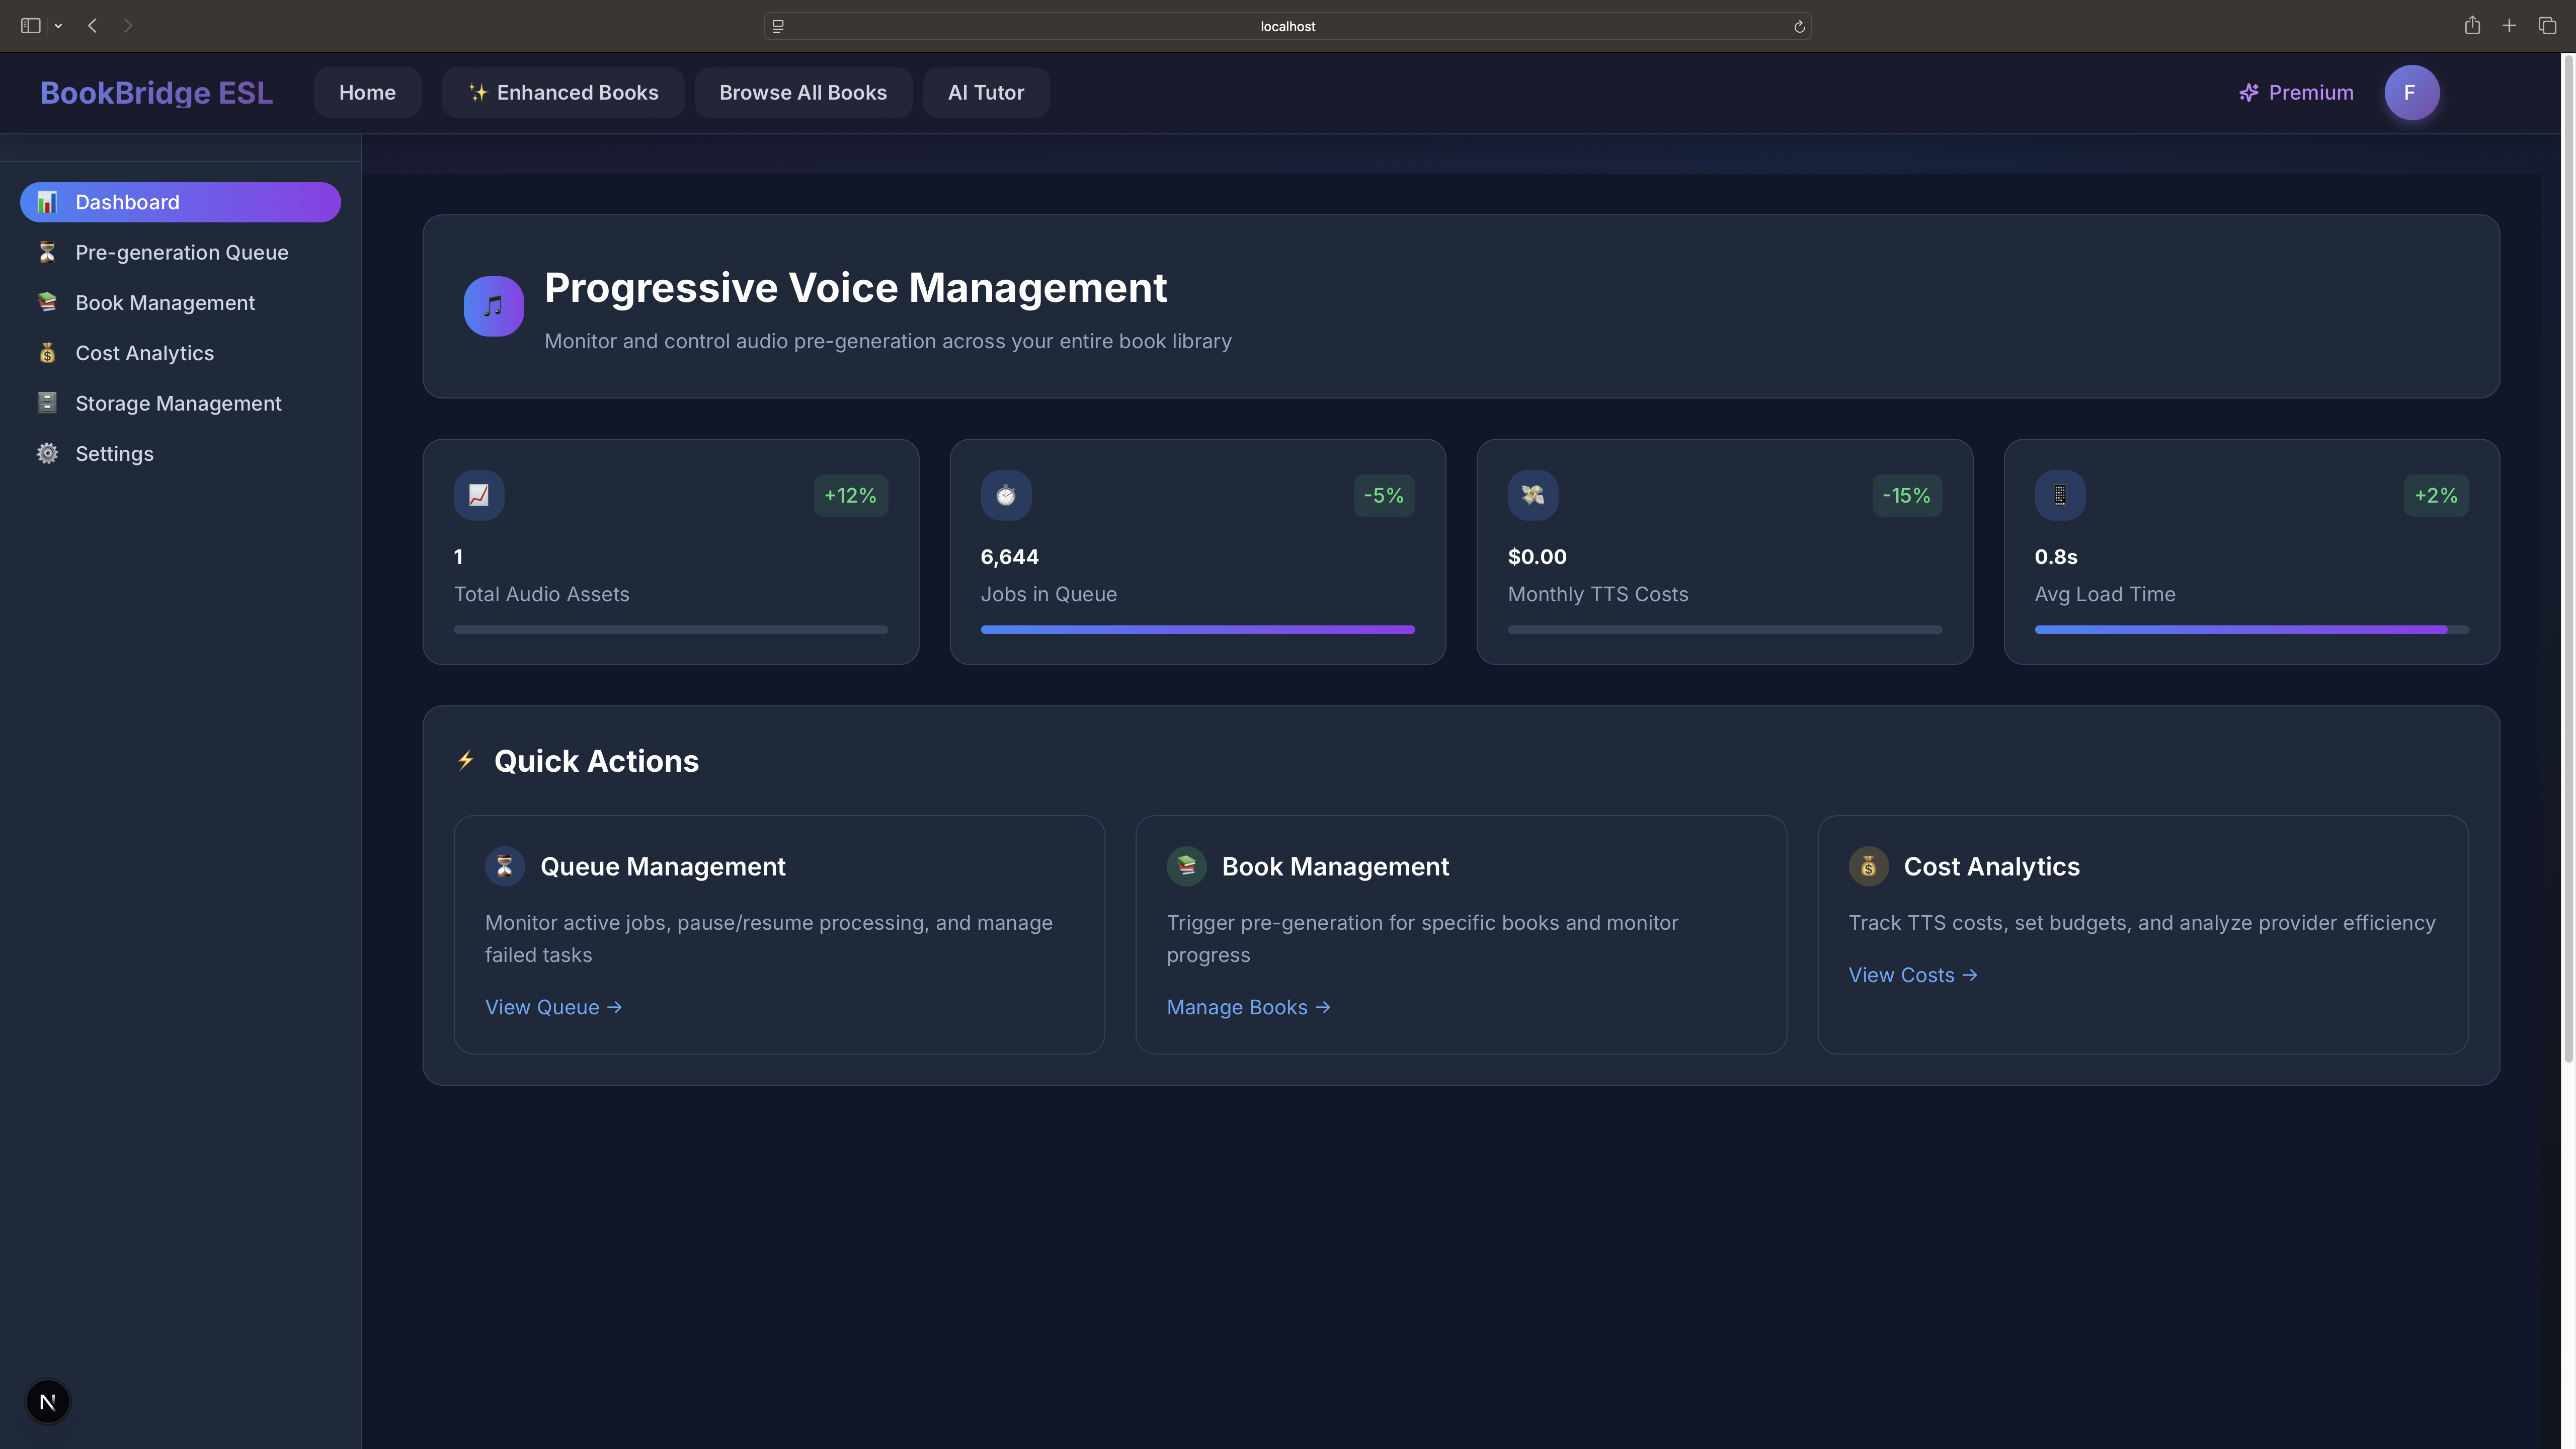 localhost
BookBridge ESL
Home
✨ Enhanced Books
Browse All Books
AI Tutor
Premium
F
Dashboard
Pre-generation Queue
Book Management
Cost Analytics
Storage Management
Settings
Progressive Voice Management
Monitor and control audio pre-generation across your entire book library
+12%
1
Total Audio Assets
-5%
6,644
Jobs in Queue
-15%
$0.00
Monthly TTS Costs
+2%
0.8s
Avg Load Time
Quick Actions
Queue Management
Monitor active jobs, pause/resume processing, and manage
failed tasks
View Queue →
Book Management
Trigger pre-generation for specific books and monitor
progress
Manage Books →
Cost Analytics
Track TTS costs, set budgets, and analyze provider efficiency
View Costs →
N